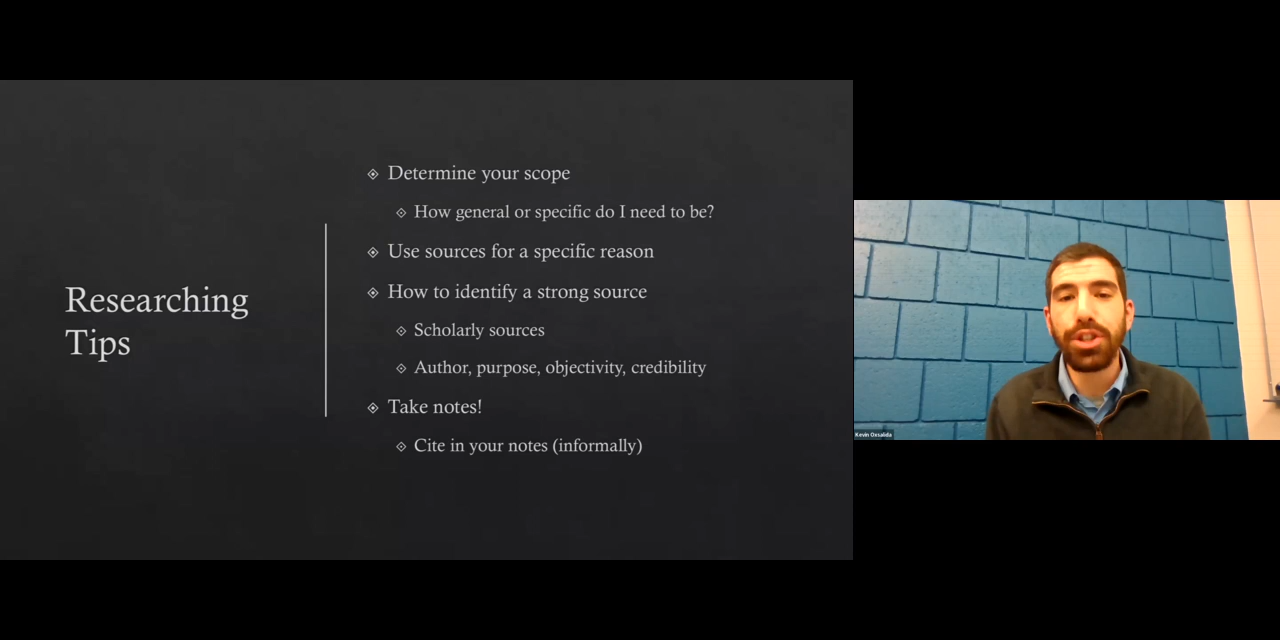 Researching
Tips
Determine your scope
How general or specific do I need to be?
Use sources for a specific reason
How to identify a strong source
Scholarly sources
Author, purpose, objectivity, credibility
Take notes!
Cite in your notes (informally)
Kevin